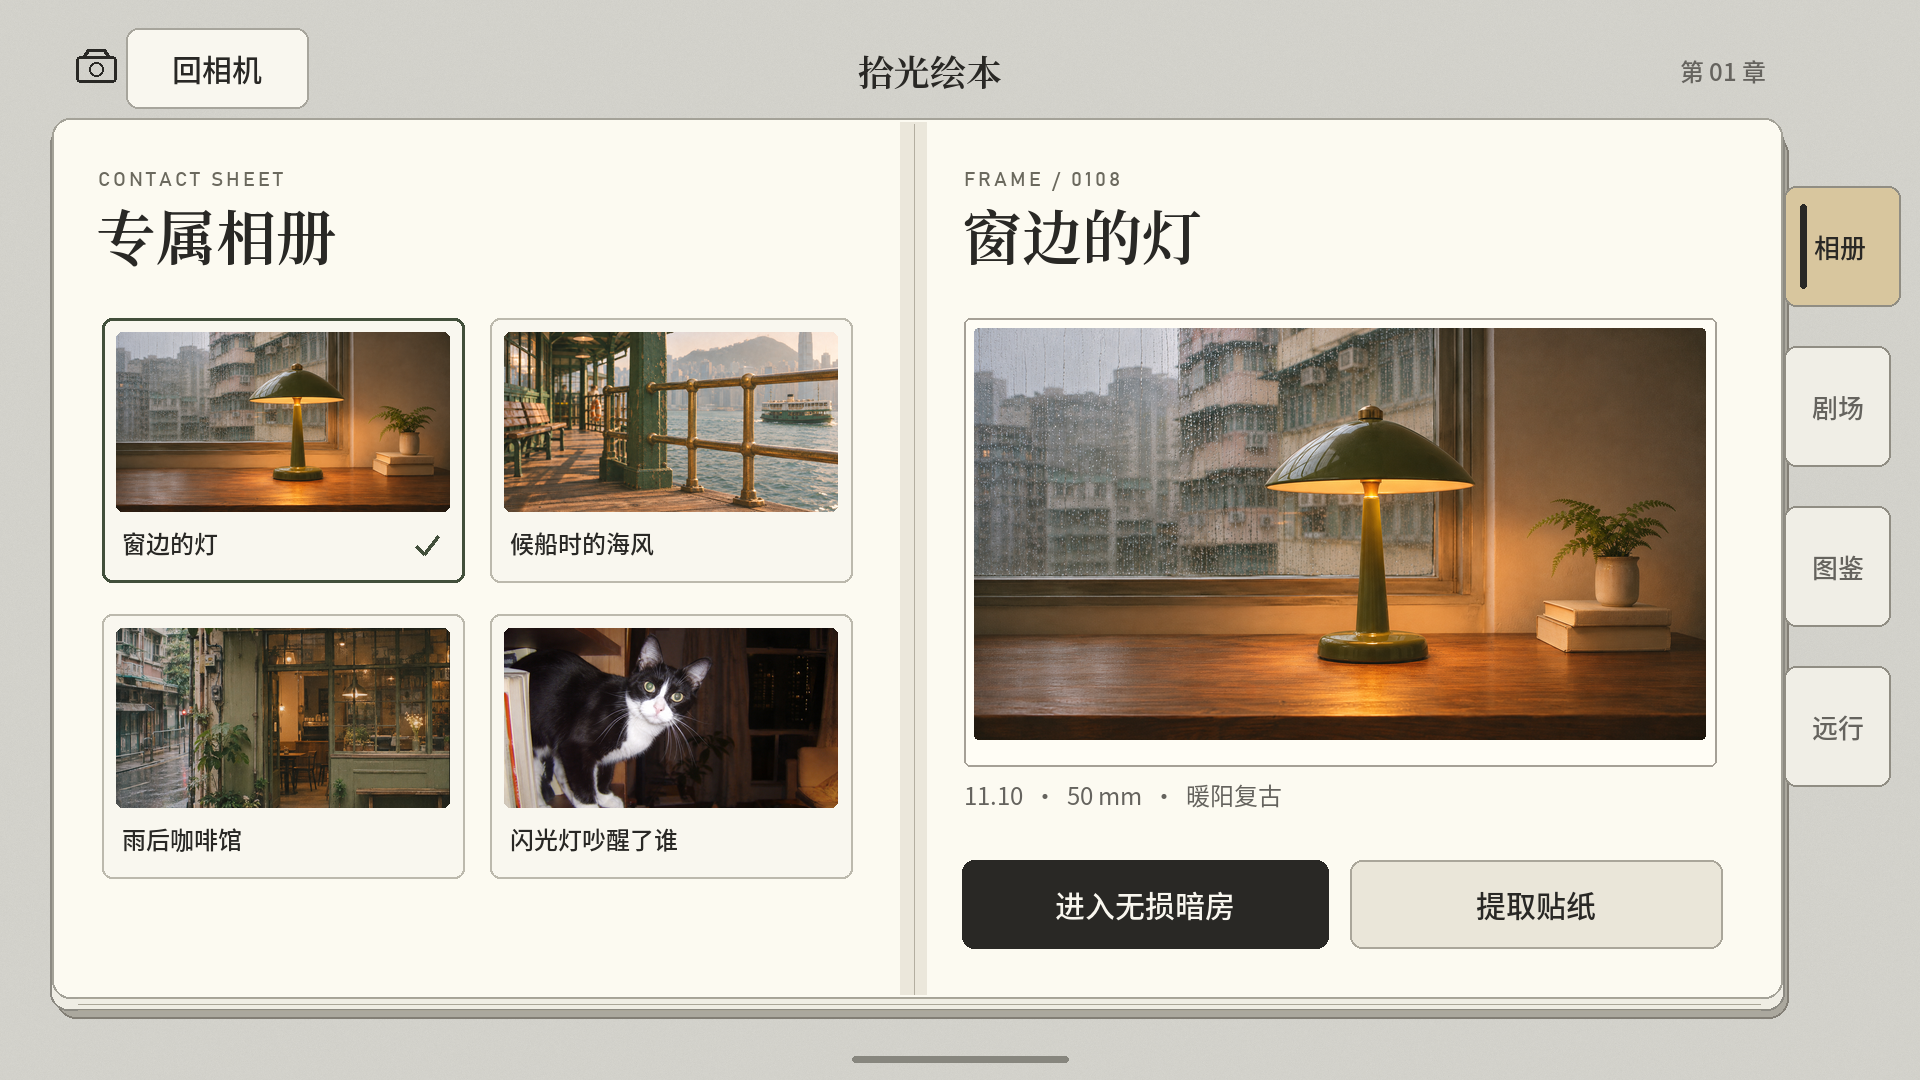 回相机
拾光绘本
第 01 章
CONTACT SHEET
专属相册
窗边的灯
候船时的海风
雨后咖啡馆
闪光灯吵醒了谁
FRAME / 0108
窗边的灯
11.10 · 50 mm · 暖阳复古
进入无损暗房
提取贴纸
相册
剧场
图鉴
远行